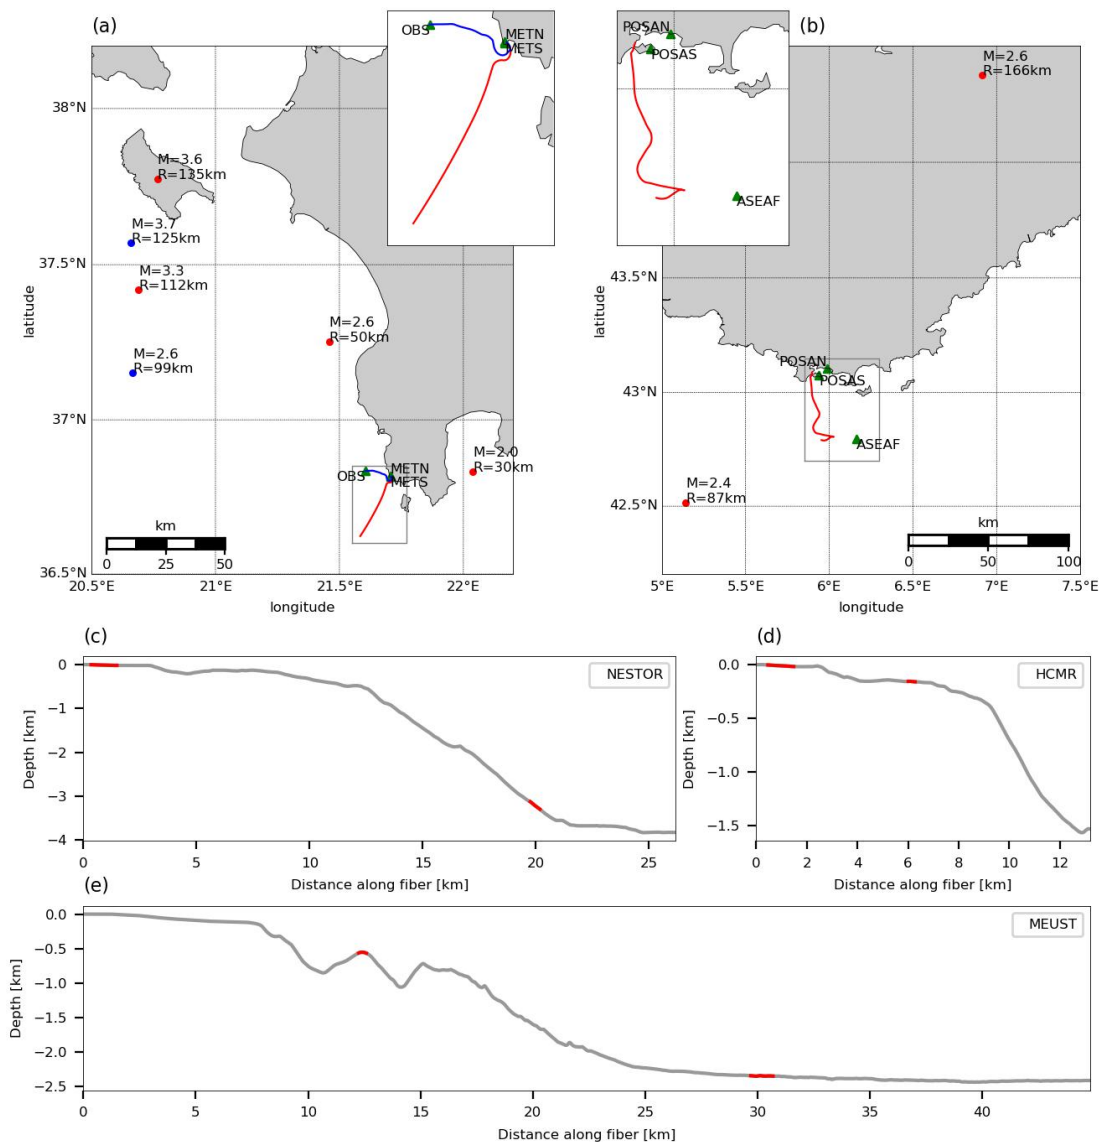 (a)
OBS
METN
METS
38°N
37.5°N
37°N
36.5°N
latitude
M=3.6
R=135km
M=3.7
R=125km
M=3.3
R=112km
M=2.6
R=50km
M=2.6
R=99km
M=2.0
R=30km
OBS
METN
METS
km
0 25 50
20.5°E 21°E 21.5°E 22°E
longitude
(b)
POSAN
POSAS
ASEAF
M=2.6
R=166km
43.5°N
43°N
42.5°N
latitude
POSAN
POSAS
ASEAF
M=2.4
R=87km
km
0 50 100
5°E 5.5°E 6°E 6.5°E 7°E 7.5°E
longitude
(c)
NESTOR
0
−1
−2
−3
−4
Depth [km]
0 5 10 15 20 25
Distance along fiber [km]
(d)
HCMR
0.0
−0.5
−1.0
−1.5
Depth [km]
0 2 4 6 8 10 12
Distance along fiber [km]
(e)
MEUST
0.0
−0.5
−1.0
−1.5
−2.0
−2.5
Depth [km]
0 5 10 15 20 25 30 35 40
Distance along fiber [km]